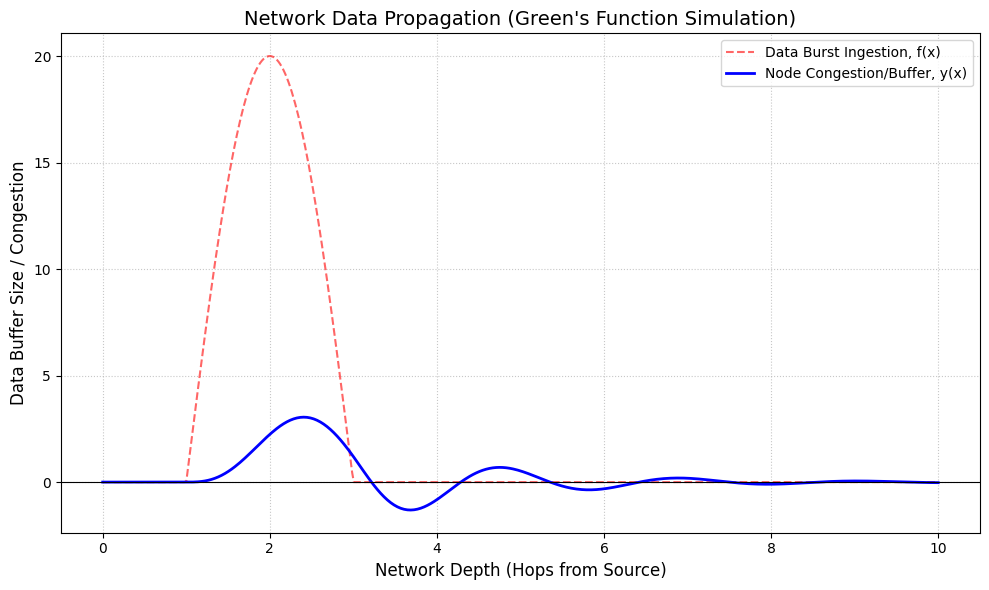 Network Data Propagation (Green's Function Simulation)
Data Burst Ingestion, f(x)
Node Congestion/Buffer, y(x)
Data Buffer Size / Congestion
20
15
10
5
0
0
2
4
6
8
10
Network Depth (Hops from Source)